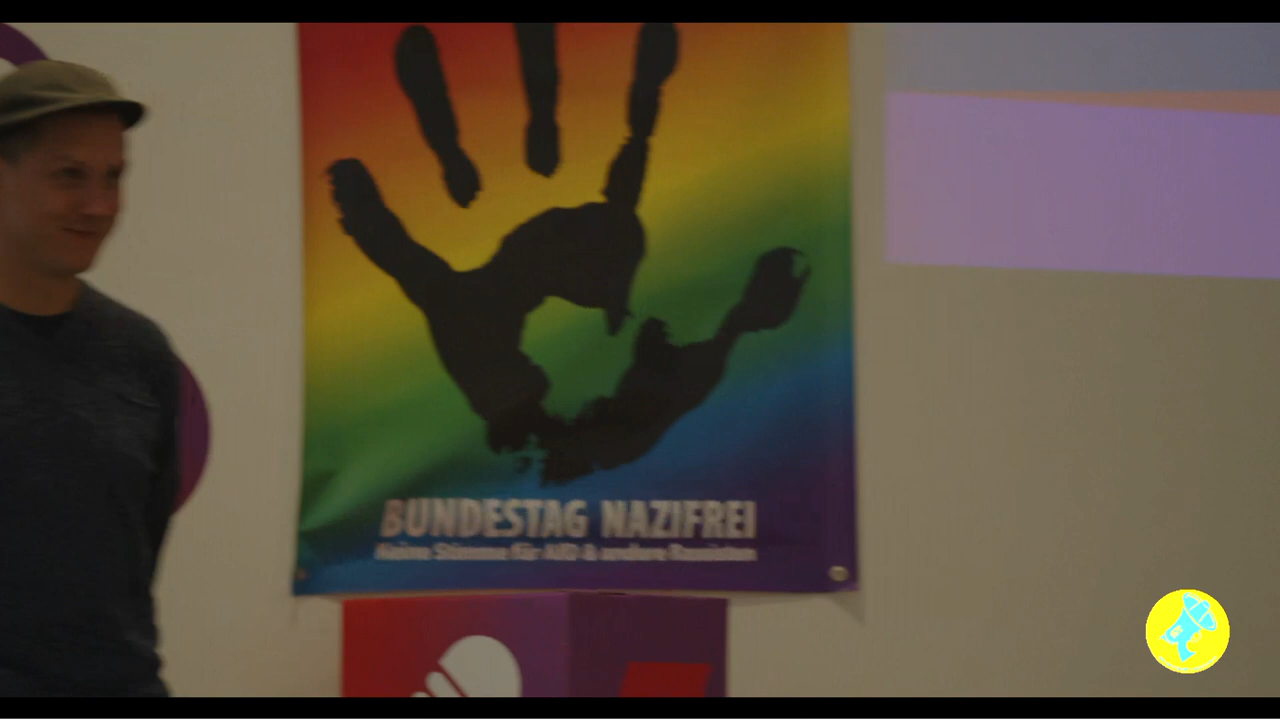 BUNDESTAG NAZIFREI
Keine Stimme für AfD & andere Rassisten